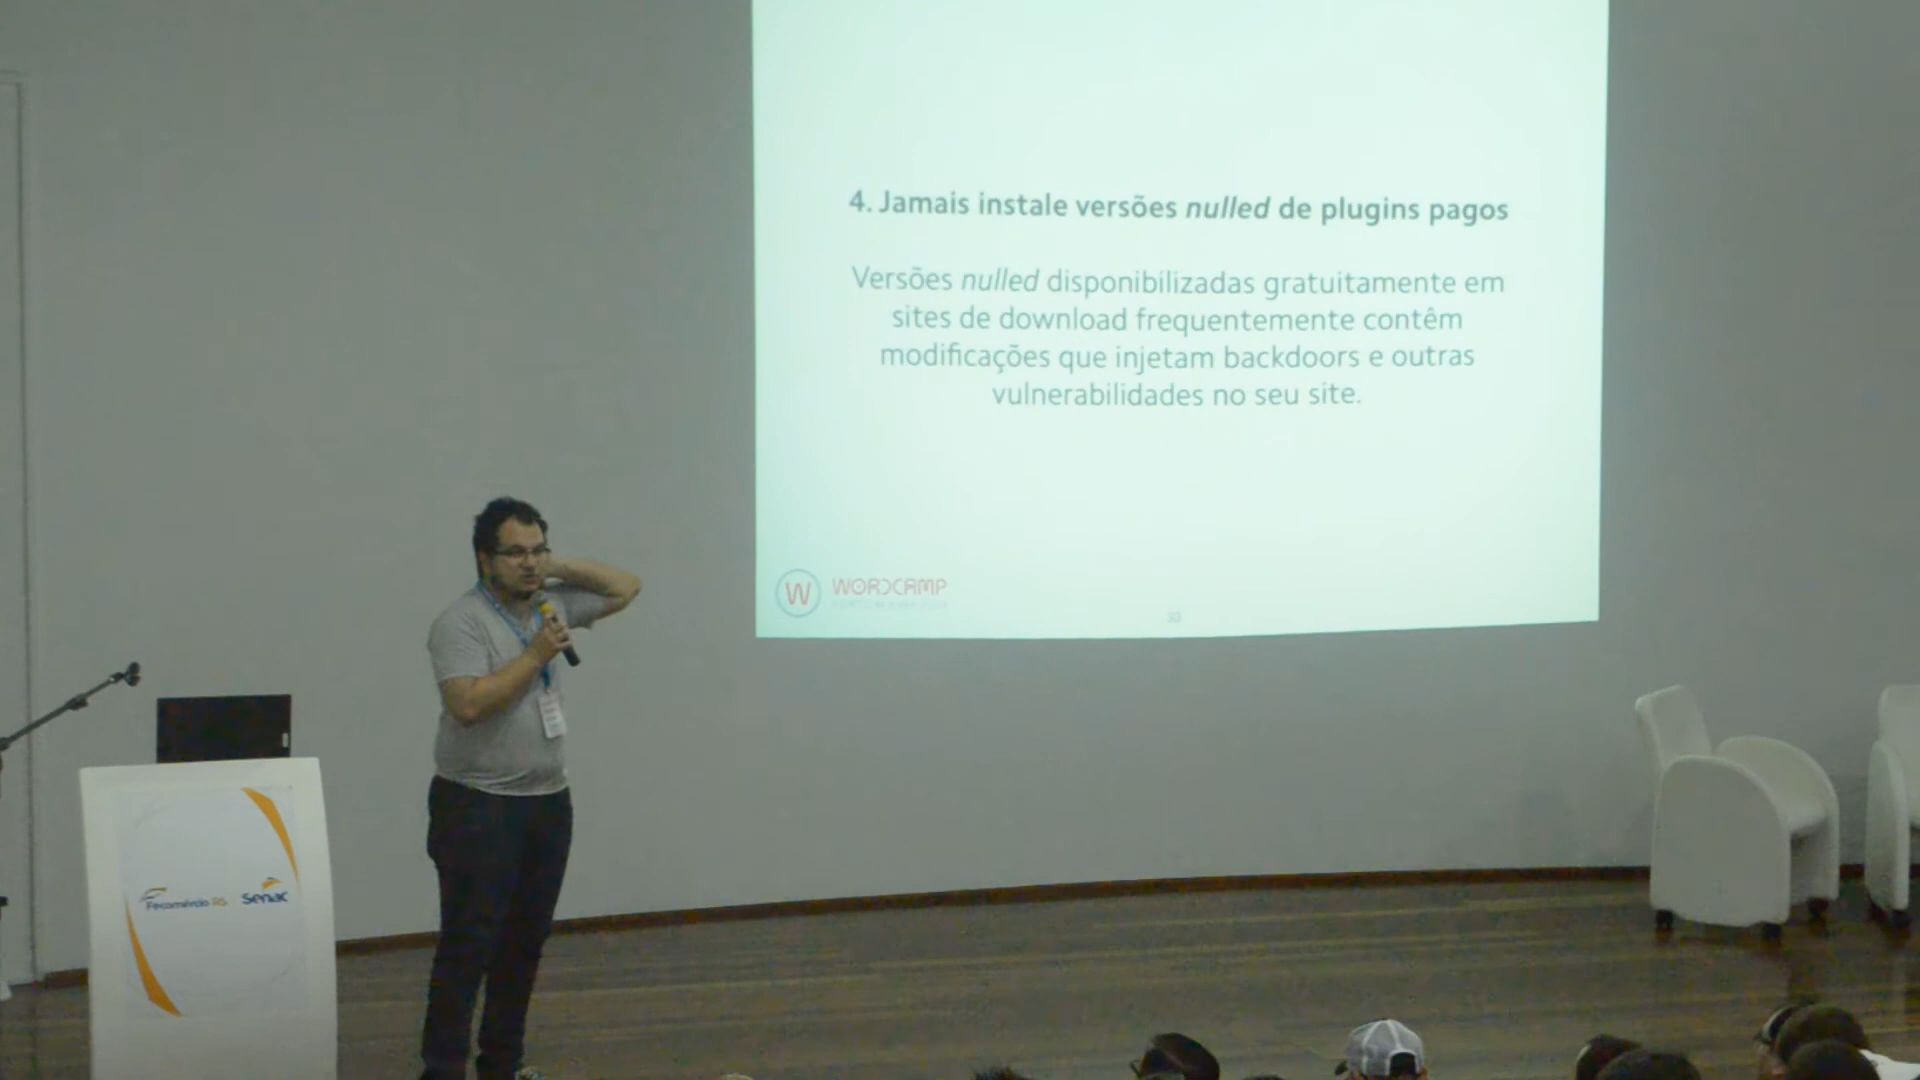 4. Jamais instale versões nulled de plugins pagos
Versões nulled disponibilizadas gratuitamente em
sites de download frequentemente contêm
modificações que injetam backdoors e outras
vulnerabilidades no seu site.
W WORDCAMP
Fecomércio RS senac